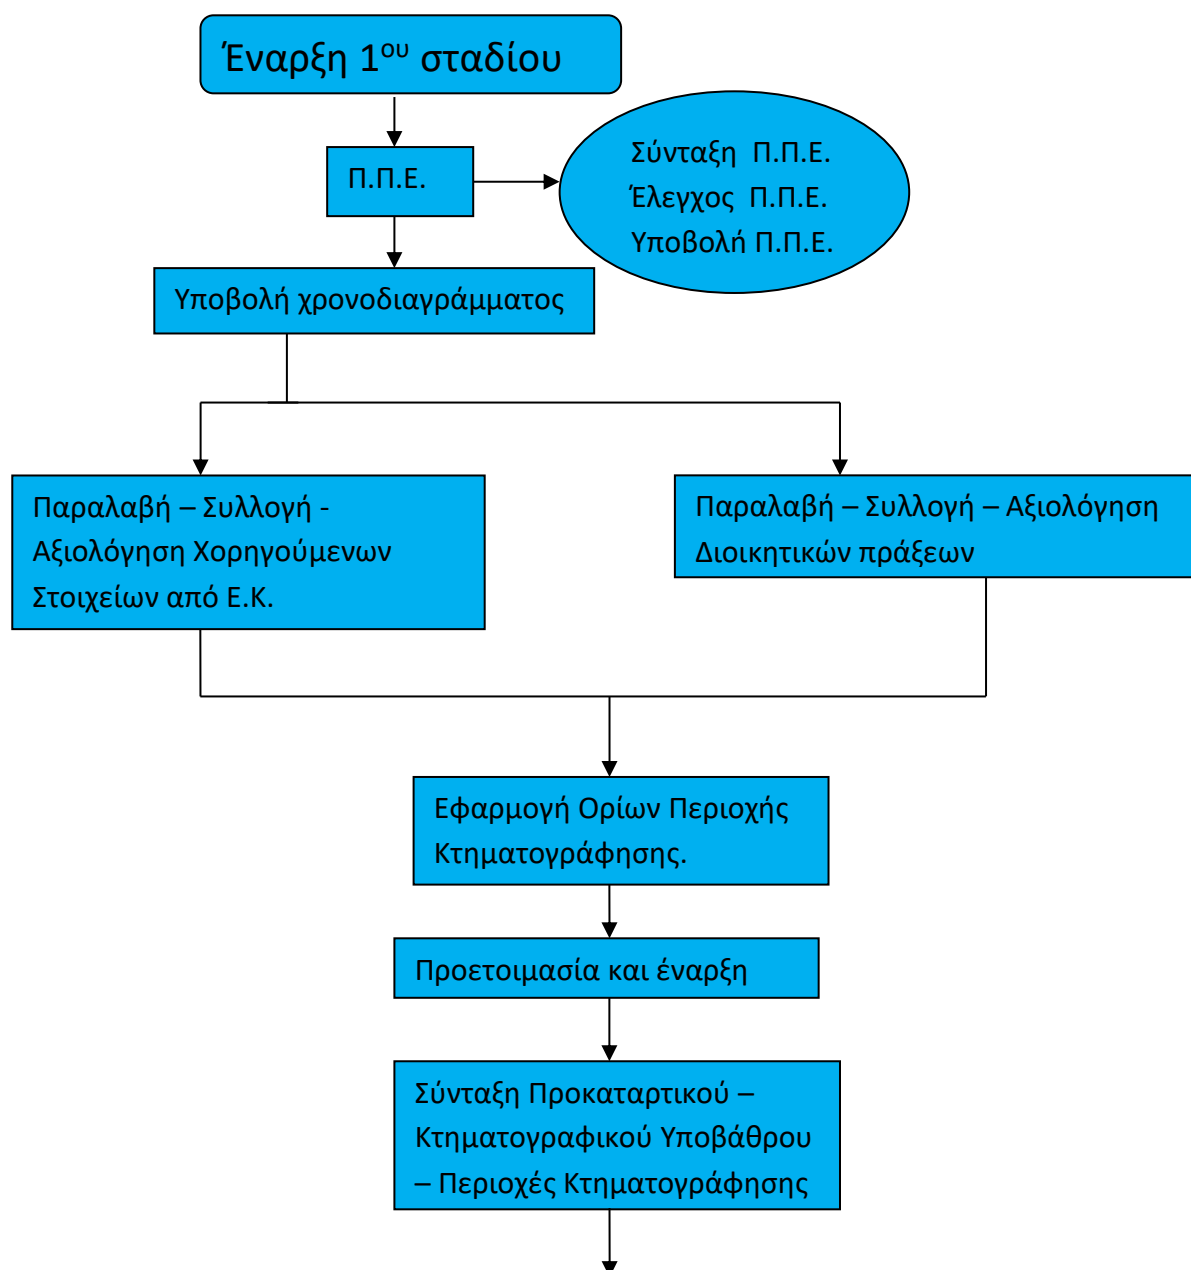 Έναρξη 1ου σταδίου
Π.Π.Ε.
Σύνταξη Π.Π.Ε.
Έλεγχος Π.Π.Ε.
Υποβολή Π.Π.Ε.
Υποβολή χρονοδιαγράμματος
Παραλαβή – Συλλογή -
Αξιολόγηση Χορηγούμενων
Στοιχείων από Ε.Κ.
Παραλαβή – Συλλογή – Αξιολόγηση
Διοικητικών πράξεων
Εφαρμογή Ορίων Περιοχής
Κτηματογράφησης.
Προετοιμασία και έναρξη
Σύνταξη Προκαταρτικού –
Κτηματογραφικού Υποβάθρου
– Περιοχές Κτηματογράφησης